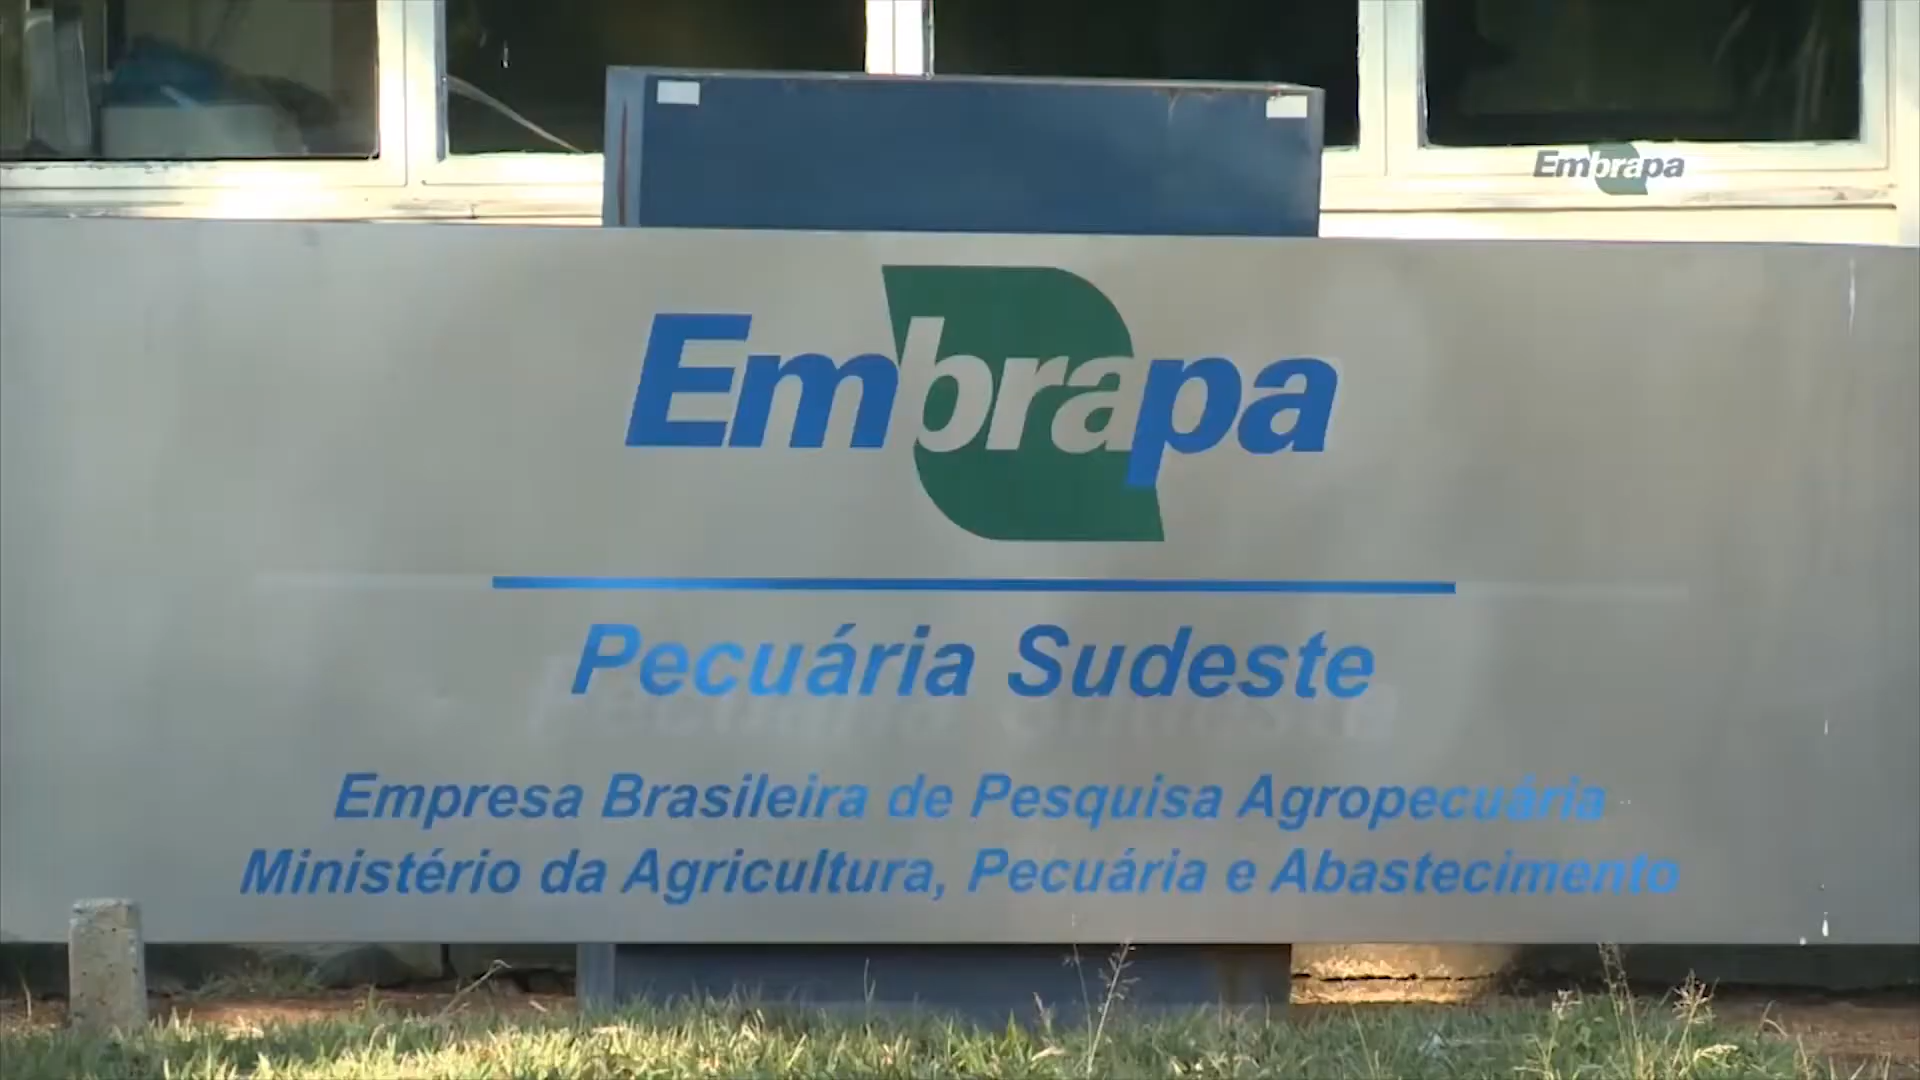 Embrapa
Embrapa
Pecuária Sudeste
Empresa Brasileira de Pesquisa Agropecuária
Ministério da Agricultura, Pecuária e Abastecimento